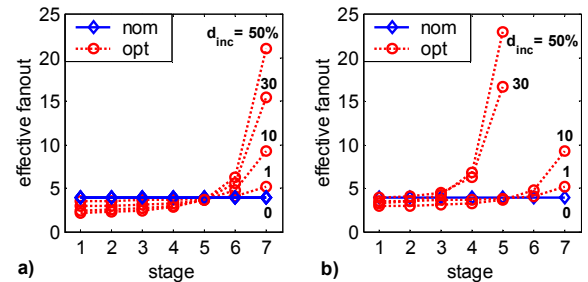 25
20
15
10
5
0
effective fanout
nom
opt
d_inc = 50%
30
10
1
0
1 2 3 4 5 6 7
stage
a)
25
20
15
10
5
0
effective fanout
nom
opt
d_inc = 50%
30
10
1
0
1 2 3 4 5 6 7
stage
b)